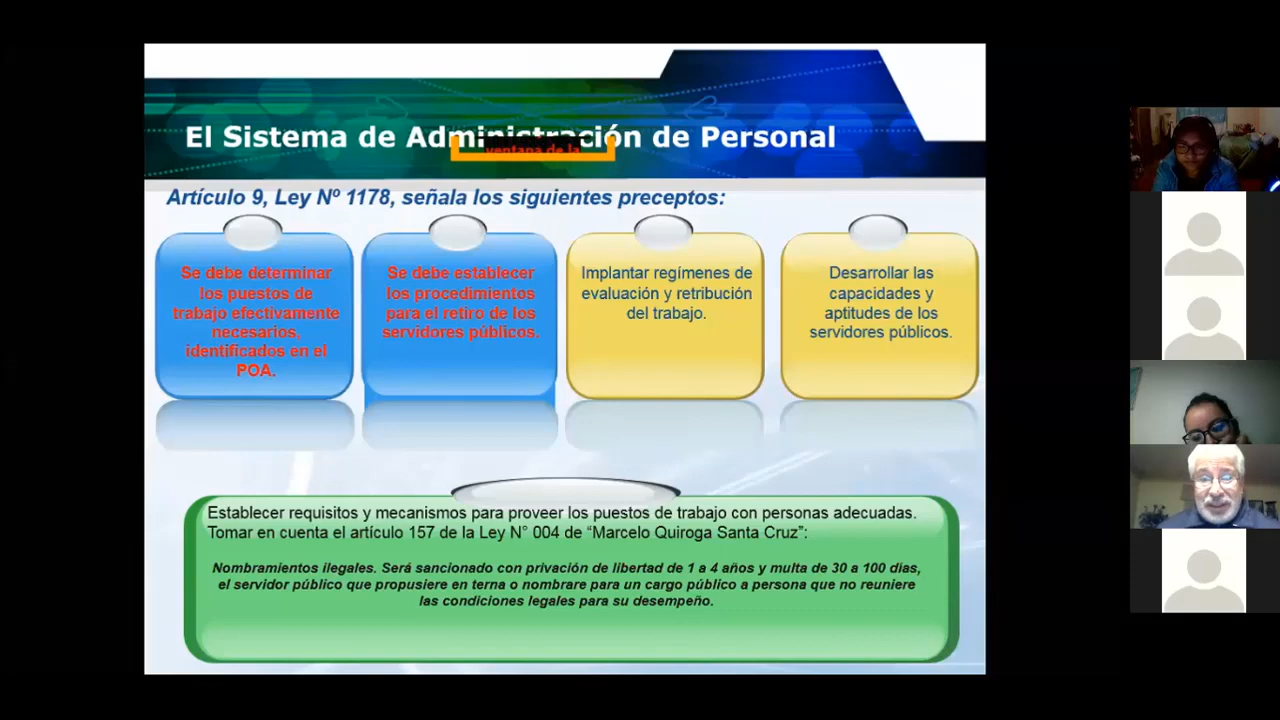 El Sistema de Administración de Personal
ventana de la
Artículo 9, Ley Nº 1178, señala los siguientes preceptos:
Se debe determinar
los puestos de
trabajo efectivamente
necesarios,
identificados en el
POA.
Se debe establecer
los procedimientos
para el retiro de los
servidores públicos.
Implantar regímenes de
evaluación y retribución
del trabajo.
Desarrollar las
capacidades y
aptitudes de los
servidores públicos.
Establecer requisitos y mecanismos para proveer los puestos de trabajo con personas adecuadas.
Tomar en cuenta el artículo 157 de la Ley N° 004 de “Marcelo Quiroga Santa Cruz”:
Nombramientos ilegales. Será sancionado con privación de libertad de 1 a 4 años y multa de 30 a 100 días,
el servidor público que propusiere en terna o nombrare para un cargo público a persona que no reuniere
las condiciones legales para su desempeño.